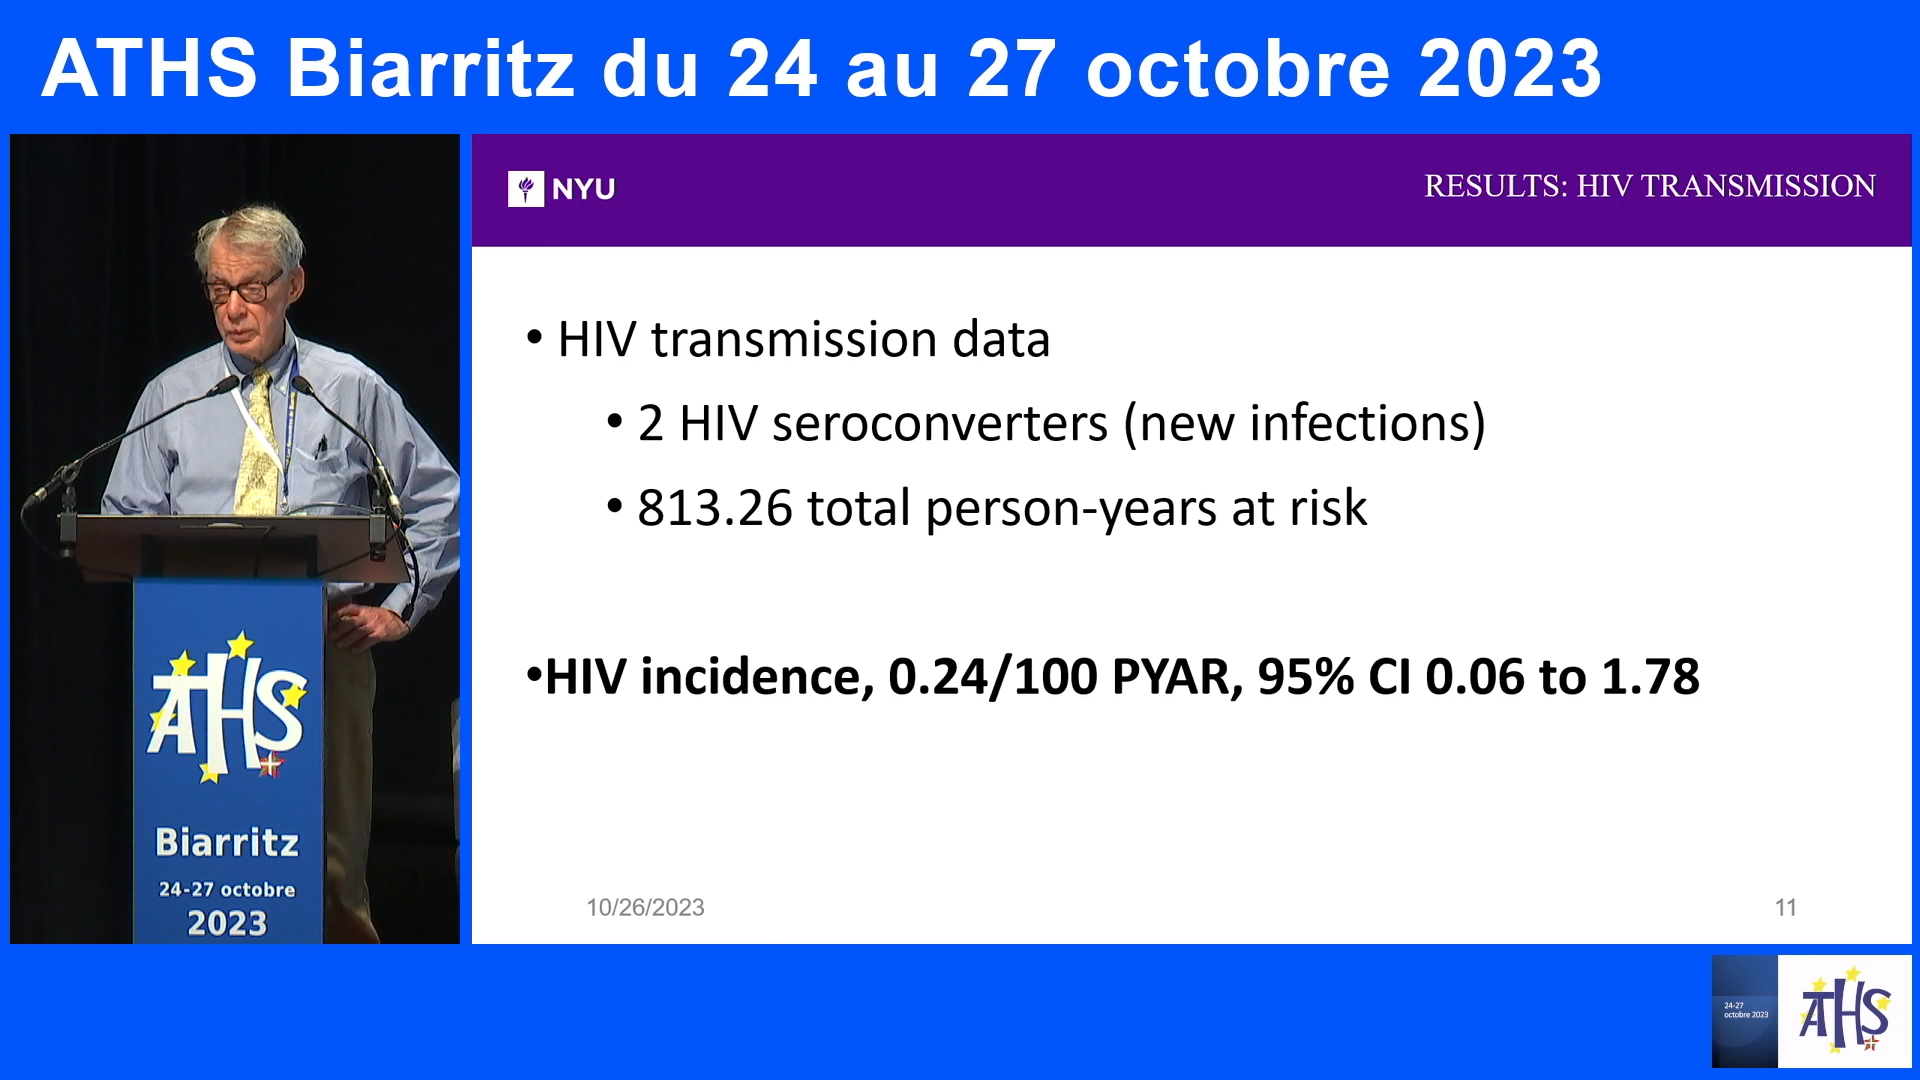 ATHS Biarritz du 24 au 27 octobre 2023
NYU
RESULTS: HIV TRANSMISSION
• HIV transmission data
• 2 HIV seroconverters (new infections)
• 813.26 total person-years at risk
•HIV incidence, 0.24/100 PYAR, 95% CI 0.06 to 1.78
10/26/2023
11
ATHS
Biarritz
24-27 octobre
2023
24-27
octobre 2023
ATHS